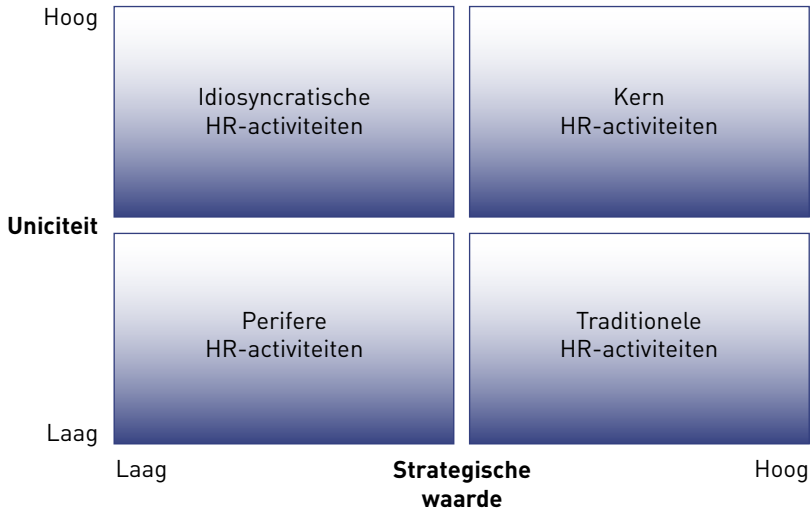 Hoog
Idiosyncratische
HR-activiteiten
Kern
HR-activiteiten
Uniciteit
Perifere
HR-activiteiten
Traditionele
HR-activiteiten
Laag
Laag
Strategische
waarde
Hoog